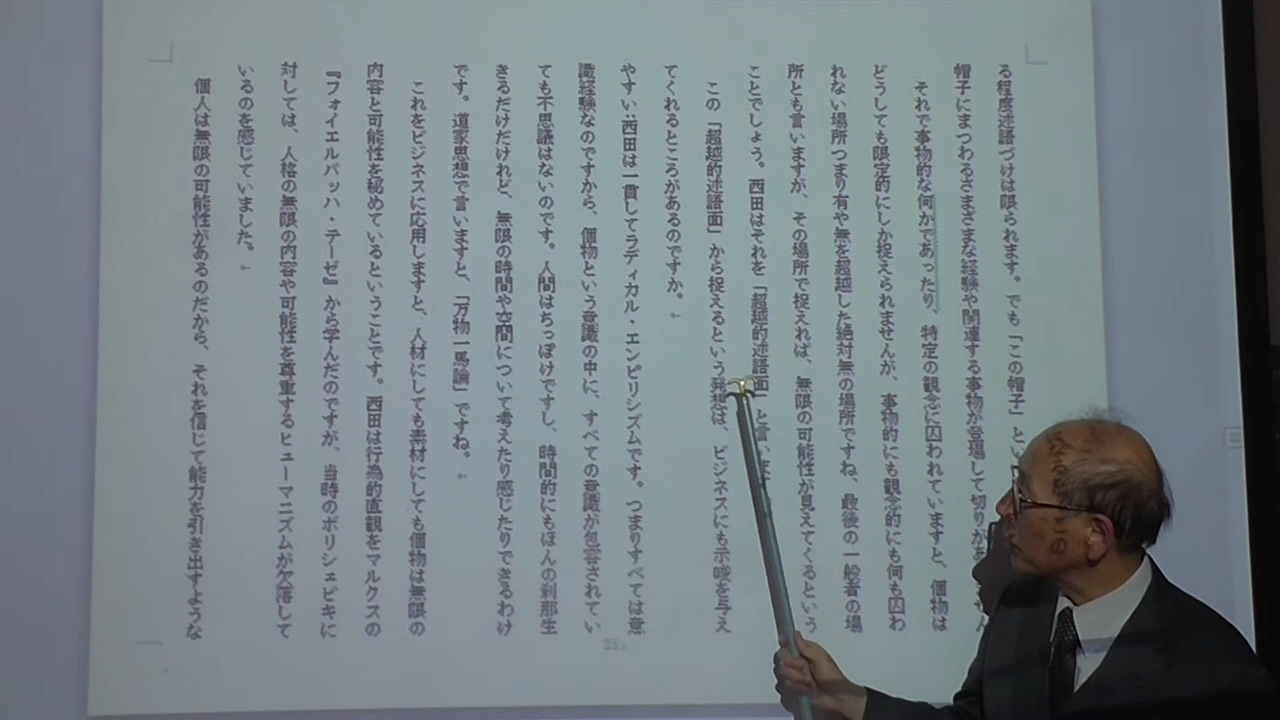 る程度述語づけは限られます。でも「この帽子」とい
帽子にまつわるさまざまな経験や関連する事物が登場して切りがあ
それで事物的な何かであったり、特定の観念に囚われていますと、個物は
どうしても限定的にしか捉えられませんが、事物的にも観念的にも何も囚わ
れない場所つまり有や無を超越した絶対無の場所ですね、最後の一般者の場
所とも言いますが、その場所で捉えれば、無限の可能性が見えてくるという
ことでしょう。西田はそれを「超越的述語面」と言いま
この「超越的述語面」から捉えるという発想は、ビジネスにも示唆を与え
てくれるところがあるのですか。
やすい:西田は一貫してラディカル・エンピリシズムです。つまりすべては意
識経験なのですから、個物という意識の中に、すべての意識が包容されてい
ても不思議はないのです。人間はちっぽけですし、時間的にもほんの刹那生
きるだけだけれど、無限の時間や空間について考えたり感じたりできるわけ
です。道家思想で言いますと、「万物一馬論」ですね。
これをビジネスに応用しますと、人材にしても素材にしても個物は無限の
内容と可能性を秘めているということです。西田は行為的直観をマルクスの
『フォイエルバッハ・テーゼ』から学んだのですが、当時のボリシェビキに
対しては、人格の無限の内容や可能性を尊重するヒューマニズムが欠落して
いるのを感じていました。
個人は無限の可能性があるのだから、それを信じて能力を引き出すような
23